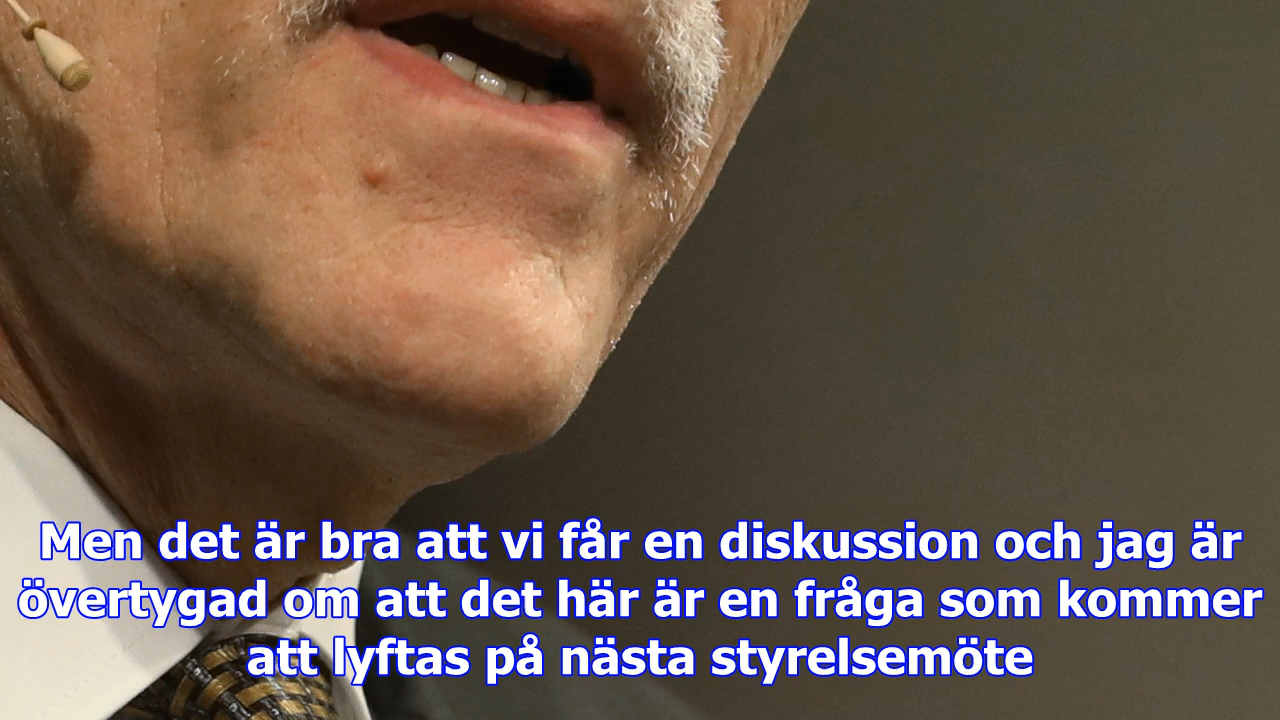 Men det är bra att vi får en diskussion och jag är
övertygad om att det här är en fråga som kommer
att lyftas på nästa styrelsemöte